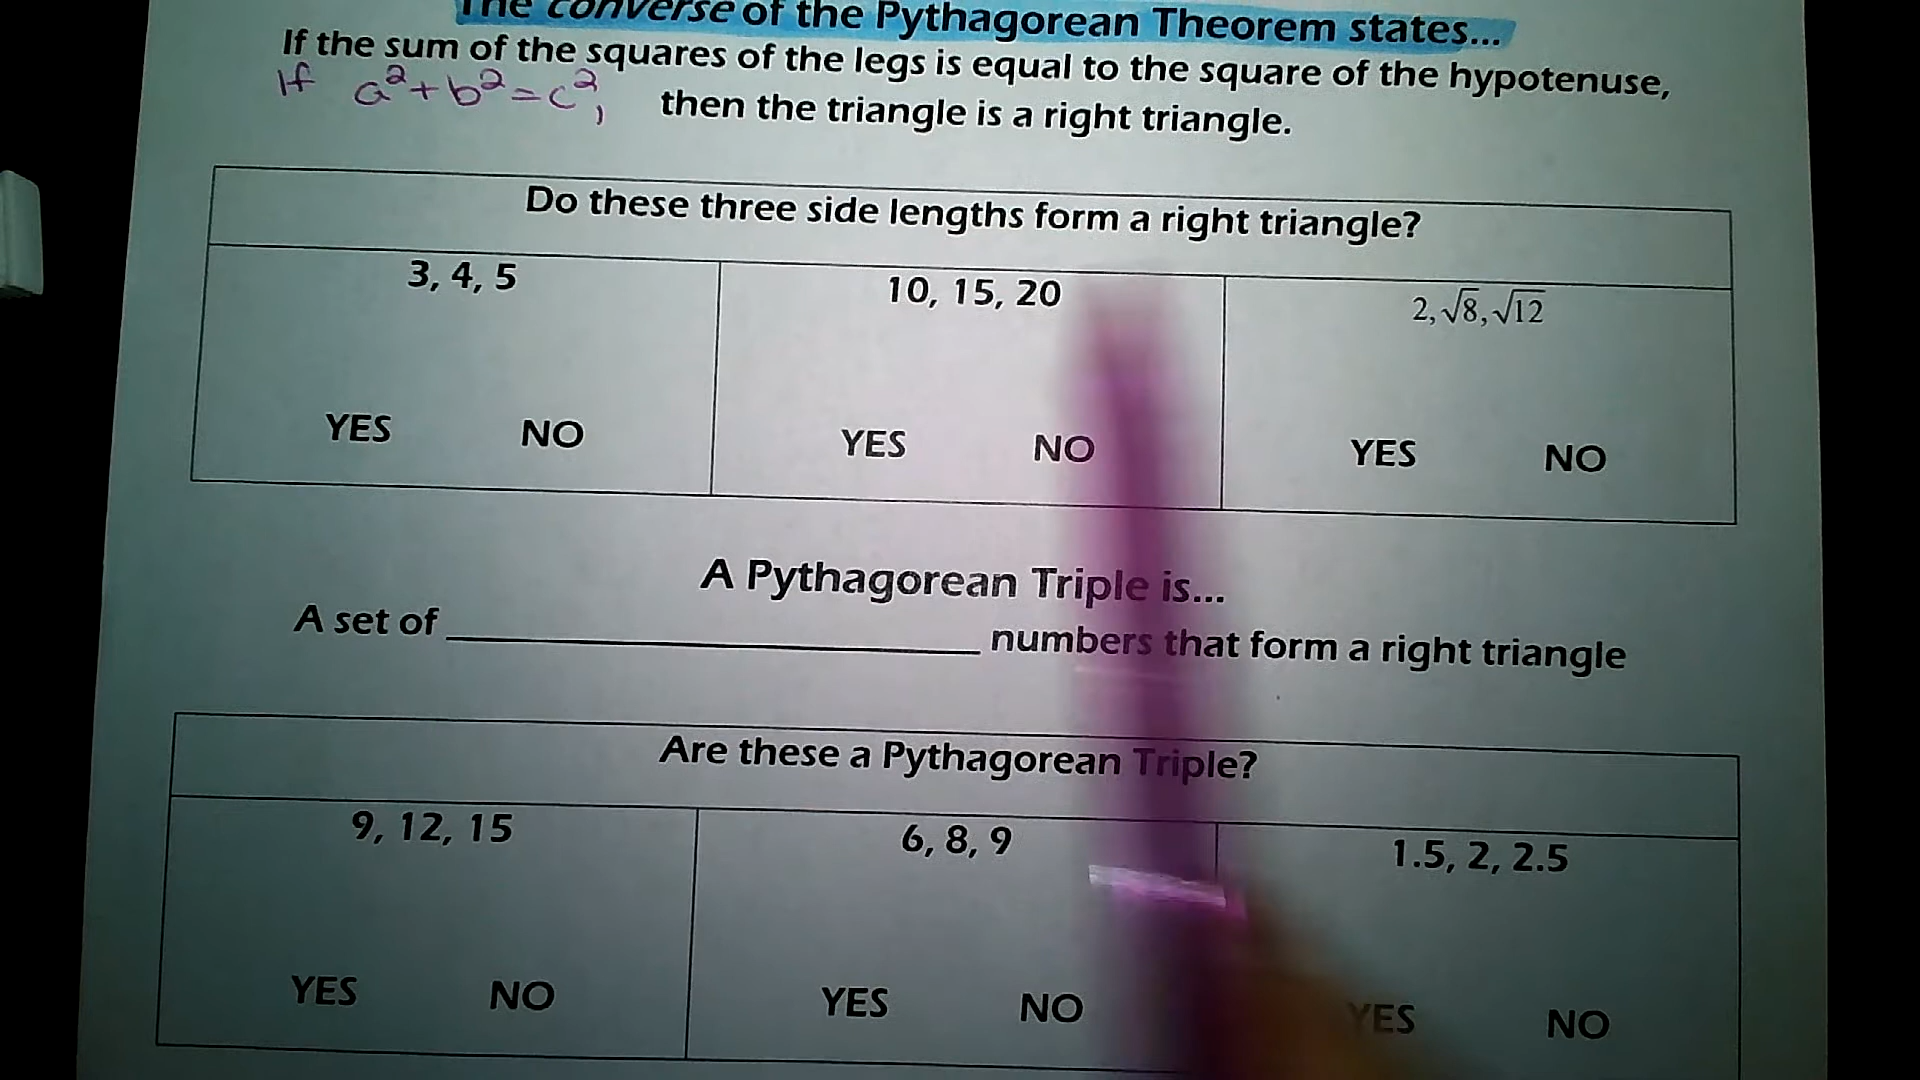 The converse of the Pythagorean Theorem states...
If the sum of the squares of the legs is equal to the square of the hypotenuse,
If a²+b²=c²,
then the triangle is a right triangle.
Do these three side lengths form a right triangle?
3, 4, 5
10, 15, 20
2, √8, √12
YES NO
YES NO
YES NO
A Pythagorean Triple is...
A set of ______________________ numbers that form a right triangle
Are these a Pythagorean Triple?
9, 12, 15
6, 8, 9
1.5, 2, 2.5
YES NO
YES NO
YES NO